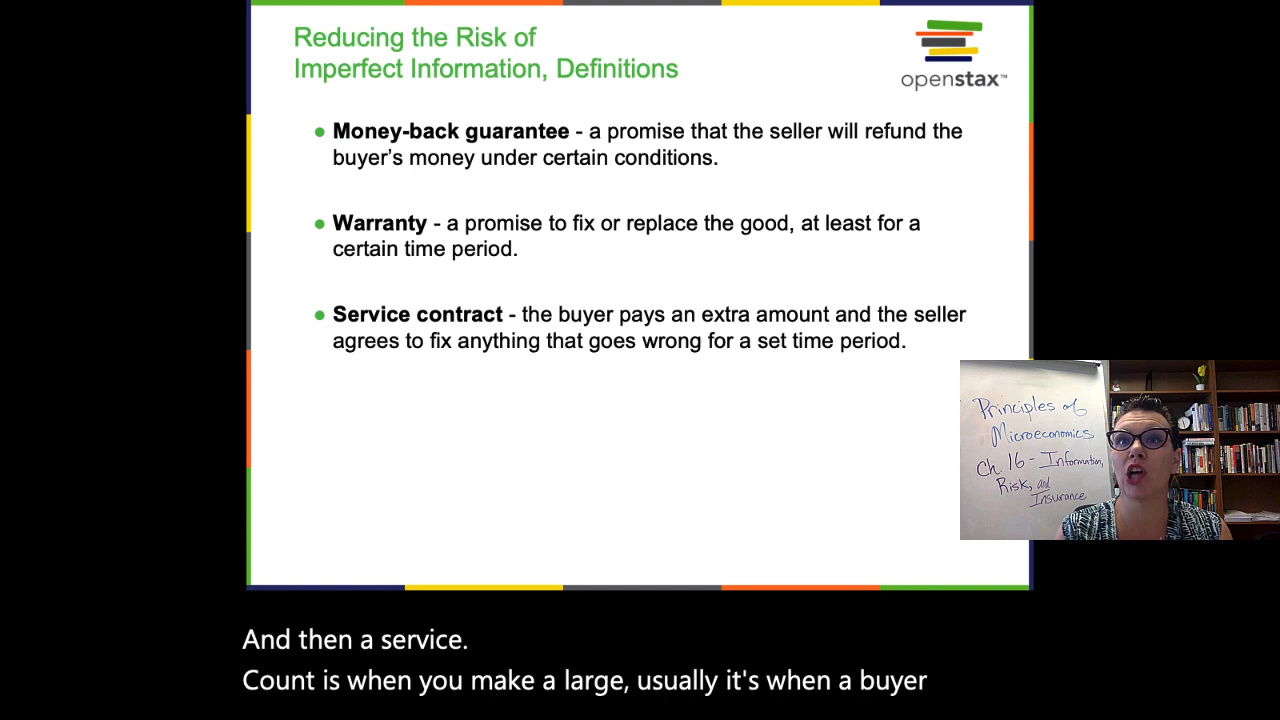 Reducing the Risk of
Imperfect Information, Definitions
openstax™
● Money-back guarantee - a promise that the seller will refund the
buyer’s money under certain conditions.
● Warranty - a promise to fix or replace the good, at least for a
certain time period.
● Service contract - the buyer pays an extra amount and the seller
agrees to fix anything that goes wrong for a set time period.
Principles of
Microeconomics
Ch. 16 - Information,
Risk, and
Insurance
And then a service.
Count is when you make a large, usually it's when a buyer